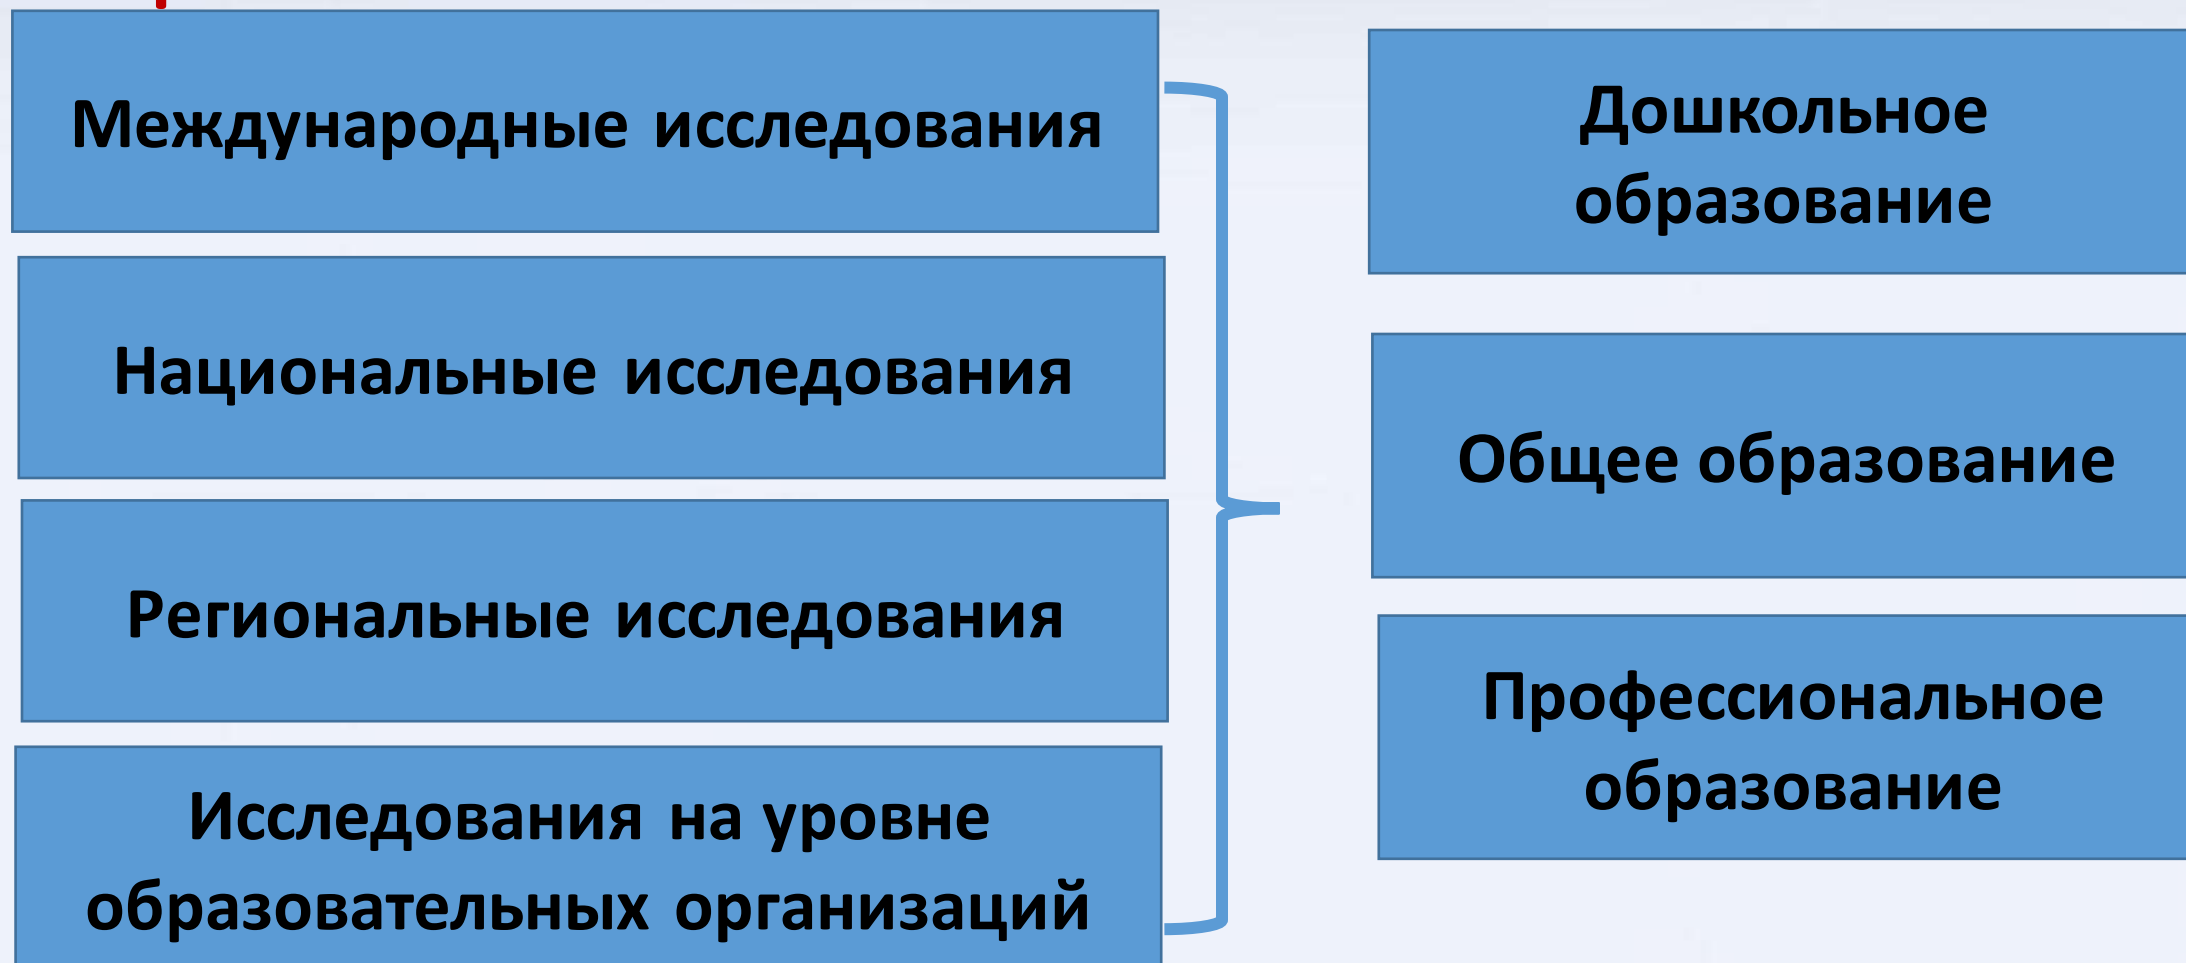 Международные исследования
Национальные исследования
Региональные исследования
Исследования на уровне
образовательных организаций
Дошкольное
образование
Общее образование
Профессиональное
образование